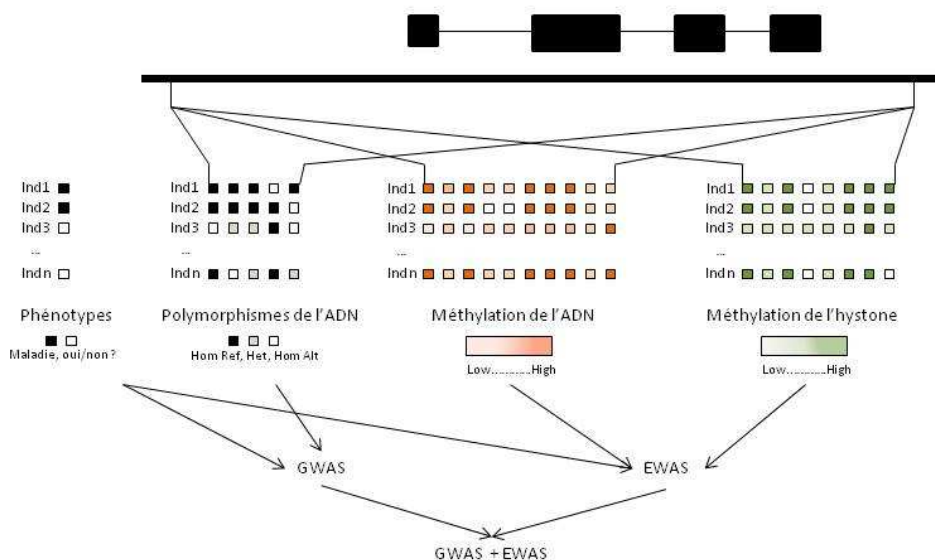 Ind1
Ind2
Ind3
...
Indn
Ind1
Ind2
Ind3
...
Indn
Ind1
Ind2
Ind3
...
Indn
Ind1
Ind2
Ind3
...
Indn
Phénotypes
Polymorphismes de l'ADN
Méthylation de l'ADN
Méthylation de l'hystone
Maladie, oui/non ?
Hom Ref, Het, Hom Alt
Low..........High
Low..........High
GWAS
EWAS
GWAS + EWAS